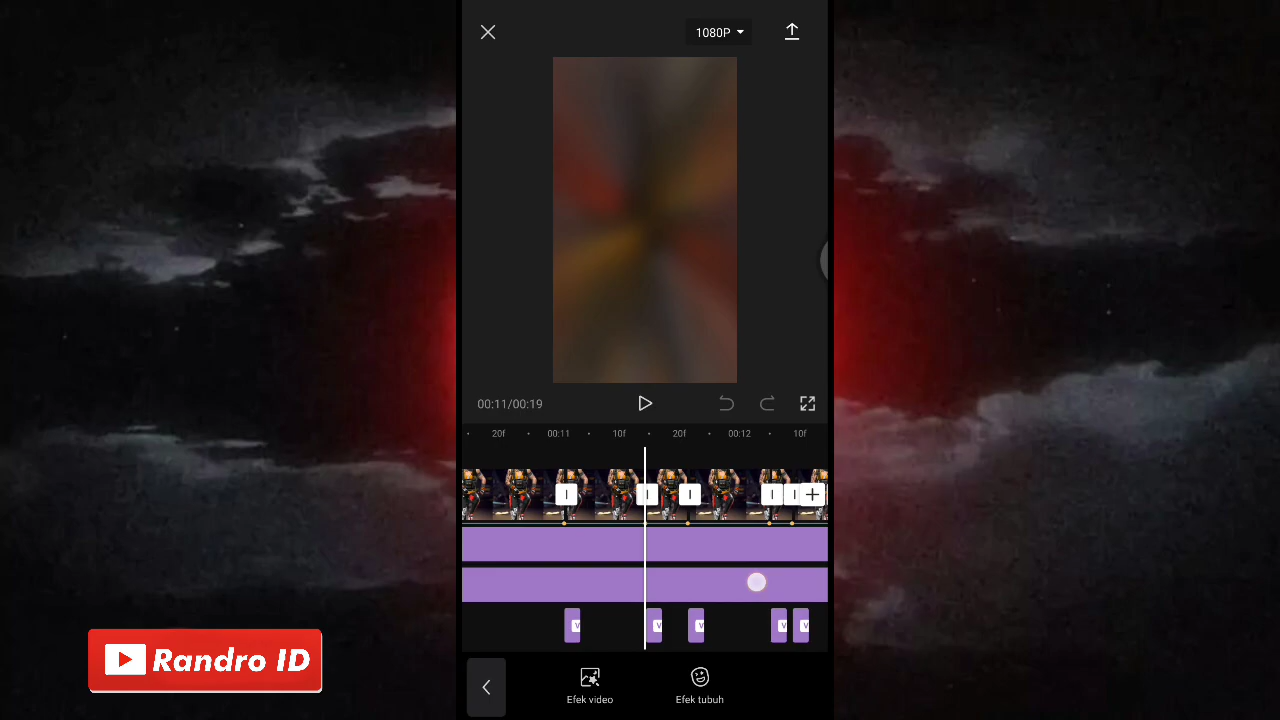 1080P
00:11/00:19
20f 00:11 10f 20f 00:12 10f
Efek video
Efek tubuh
Randro ID